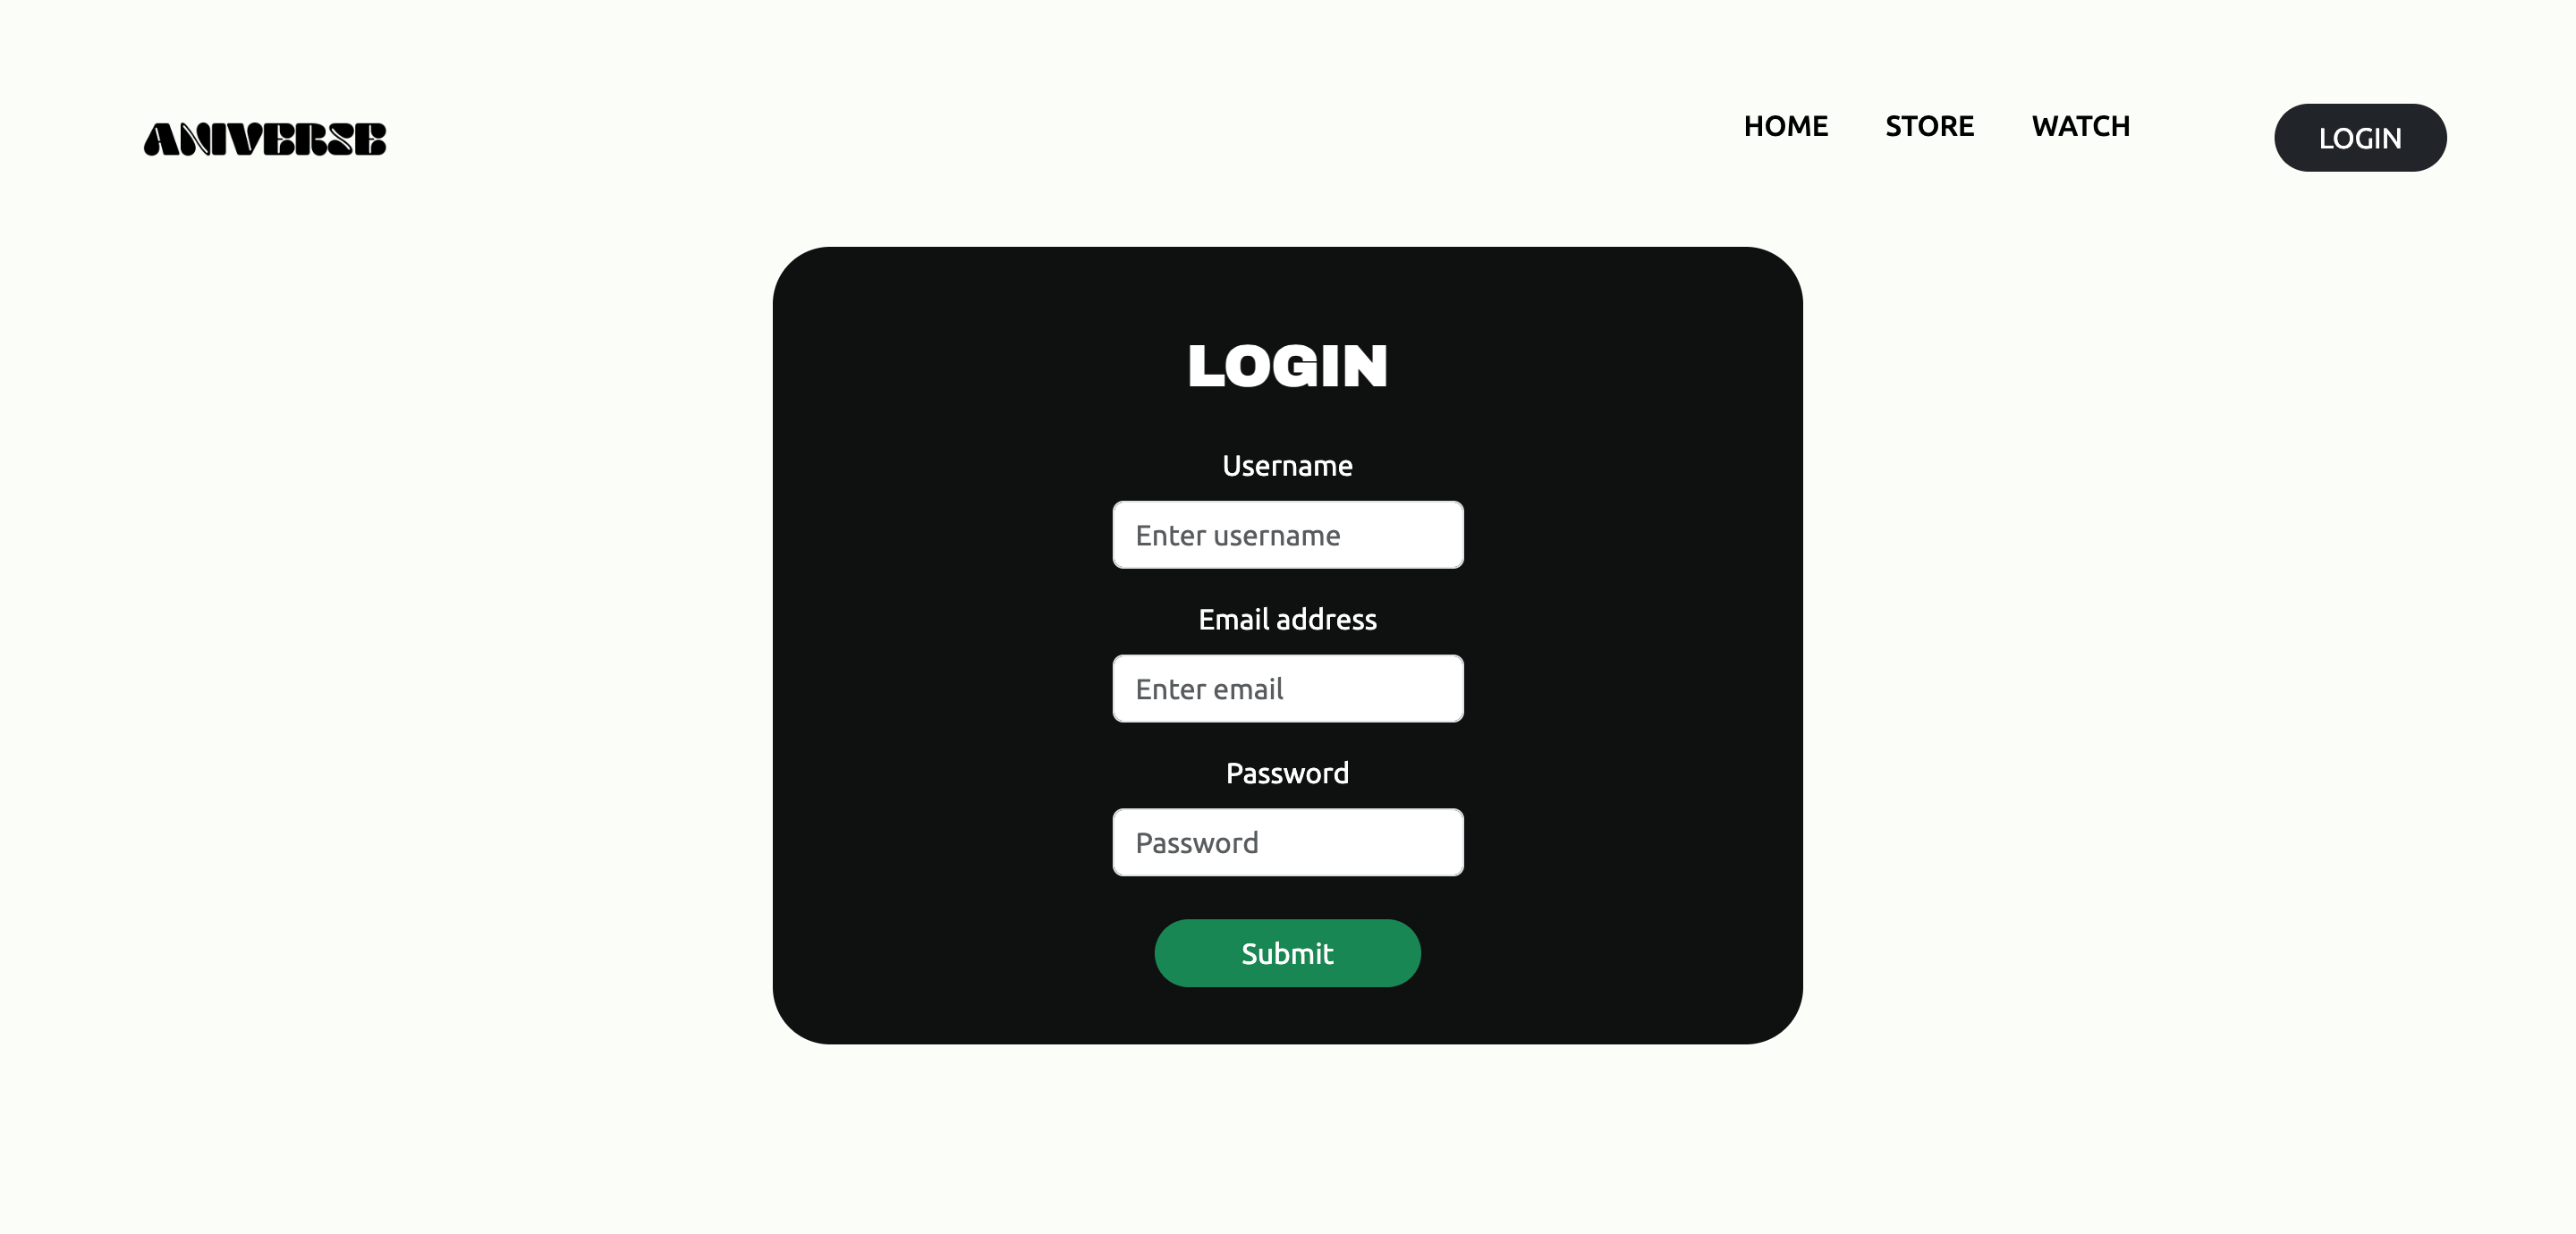 ANIVERSE
HOME STORE WATCH LOGIN
LOGIN
Username
Enter username
Email address
Enter email
Password
Password
Submit